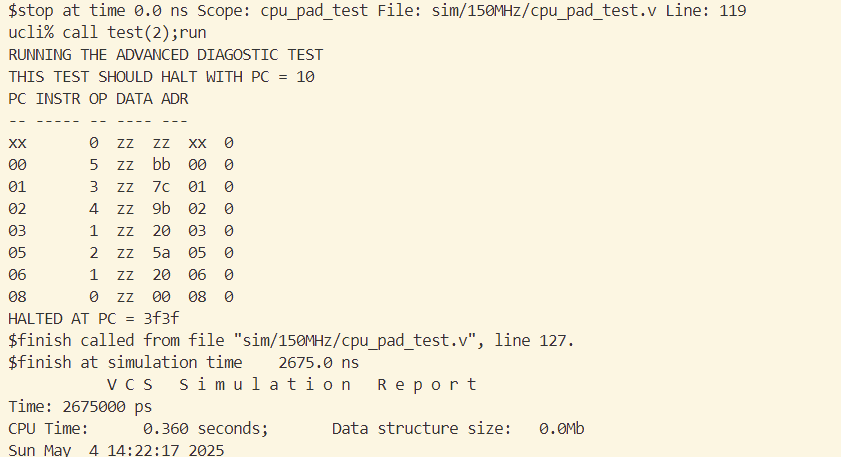 $stop at time 0.0 ns Scope: cpu_pad_test File: sim/150MHz/cpu_pad_test.v Line: 119
ucli% call test(2);run
RUNNING THE ADVANCED DIAGOSTIC TEST
THIS TEST SHOULD HALT WITH PC = 10
PC INSTR OP DATA ADR
-- ----- -- ---- ---
xx       0  zz  zz  xx  0
00       5  zz  bb  00  0
01       3  zz  7c  01  0
02       4  zz  9b  02  0
03       1  zz  20  03  0
05       2  zz  5a  05  0
06       1  zz  20  06  0
08       0  zz  00  08  0
HALTED AT PC = 3f3f
$finish called from file "sim/150MHz/cpu_pad_test.v", line 127.
$finish at simulation time    2675.0 ns
           V C S   S i m u l a t i o n   R e p o r t
Time: 2675000 ps
CPU Time:      0.360 seconds;       Data structure size:   0.0Mb
Sun May  4 14:22:17 2025